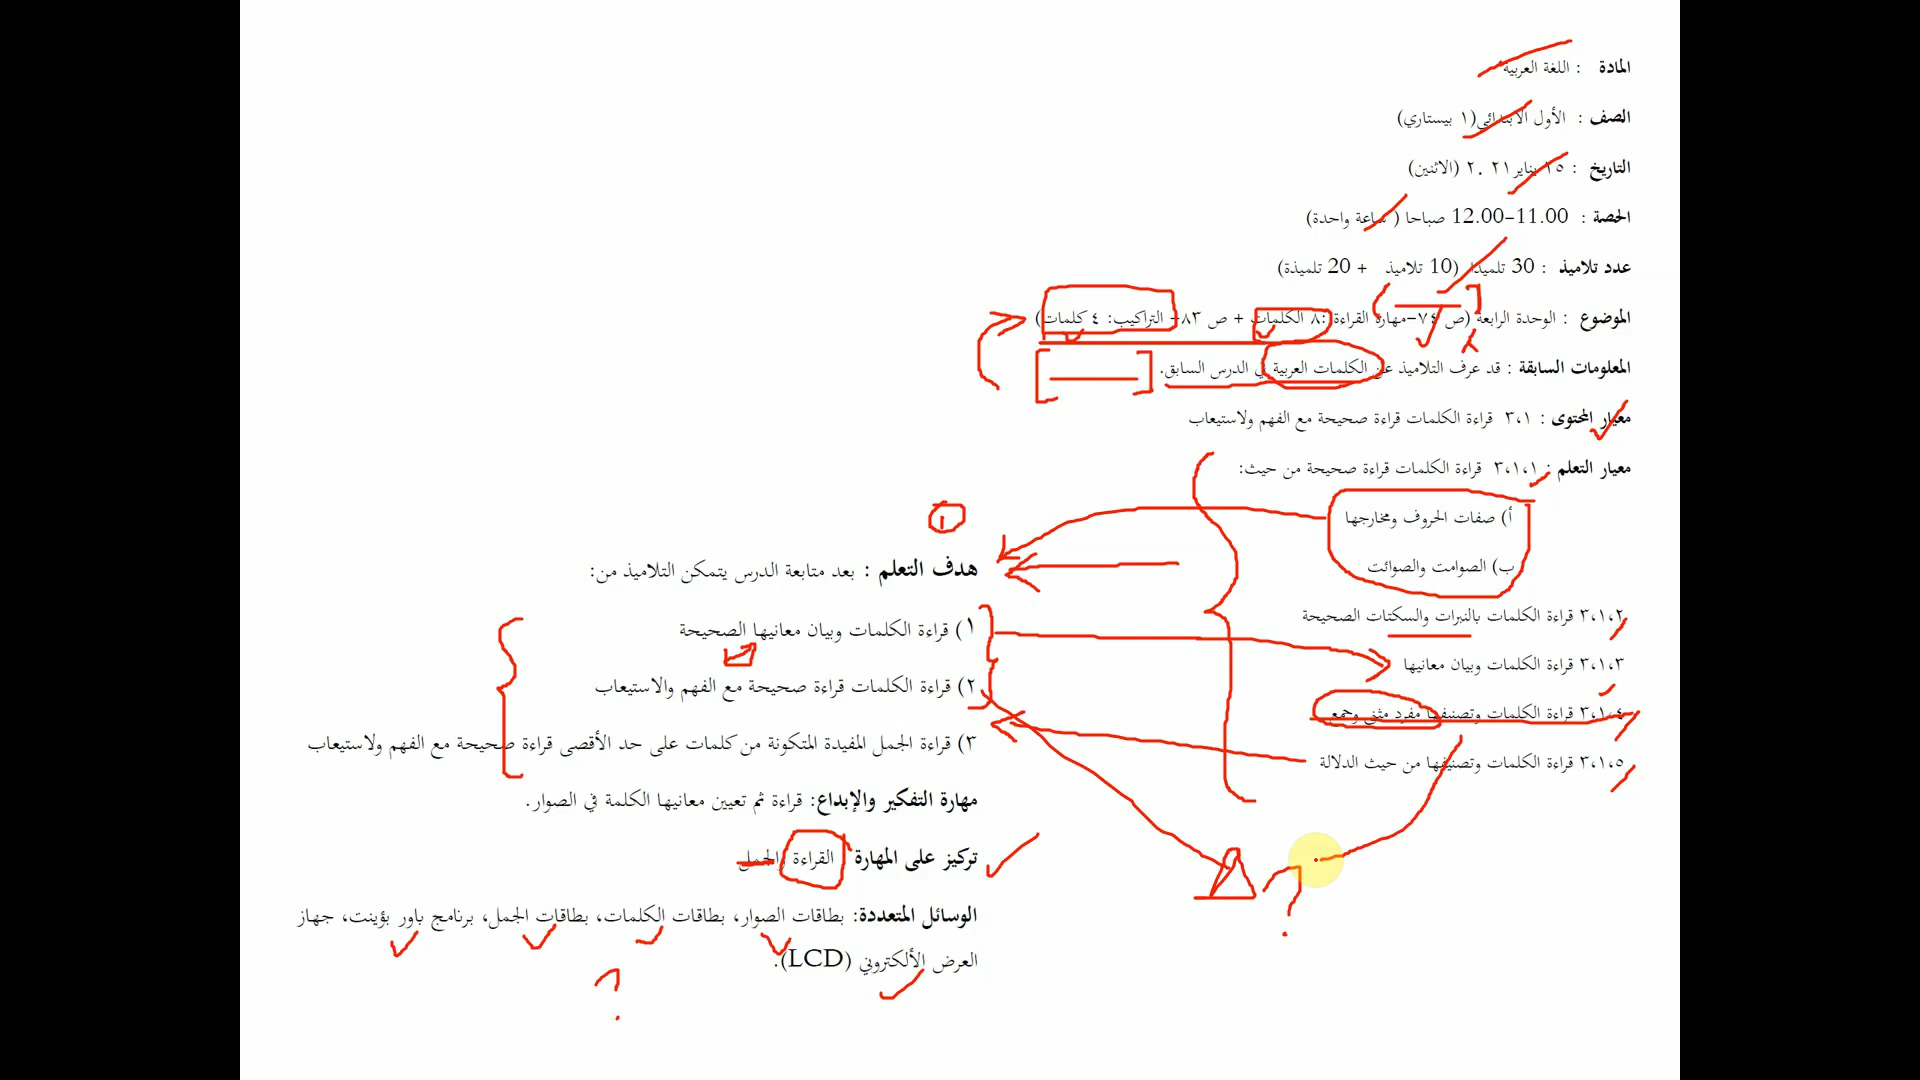 المادة : اللغة العربية
الصف : الأول الابتدائي(١ بيستاري)
التاريخ : ٢٥ يناير ٢٠٢١ (الاثنين)
الحصة : 11.00-12.00 صباحا ( ساعة واحدة)
عدد تلاميذ : 30 تلميذا (10 تلاميذ + 20 تلميذة)
الموضوع : الوحدة الرابعة (ص ٧٤-مهارة القراءة :٨ الكلمات + ص ٨٣- التراكيب: ٤ كلمات)
المعلومات السابقة : قد عرف التلاميذ عن الكلمات العربية في الدرس السابق.
معيار المحتوى : ٣،١ قراءة الكلمات قراءة صحيحة مع الفهم ولاستيعاب
معيار التعلم : ٣،١،١ قراءة الكلمات قراءة صحيحة من حيث:
أ) صفات الحروف ومخارجها
ب) الصوامت والصوائت
٣،١،٢ قراءة الكلمات بالنبرات والسكتات الصحيحة
٣،١،٣ قراءة الكلمات وبيان معانيها
٣،١،٤ قراءة الكلمات وتصنيفها مفرد مثنى وجمع
٣،١،٥ قراءة الكلمات وتصنيفها من حيث الدلالة
؟
١
هدف التعلم : بعد متابعة الدرس يتمكن التلاميذ من:
١) قراءة الكلمات وبيان معانيها الصحيحة
٢) قراءة الكلمات قراءة صحيحة مع الفهم والاستيعاب
٣) قراءة الجمل المفيدة المتكونة من كلمات على حد الأقصى قراءة صحيحة مع الفهم ولاستيعاب
مهارة التفكير والإبداع: قراءة ثم تعيين معانيها الكلمة في الصوار.
تركيز على المهارة : القراءة الجمل
الوسائل المتعددة: بطاقات الصوار، بطاقات الكلمات، بطاقات الجمل، برنامج باور بؤينت، جهاز
العرض الألكتروني (LCD).
؟